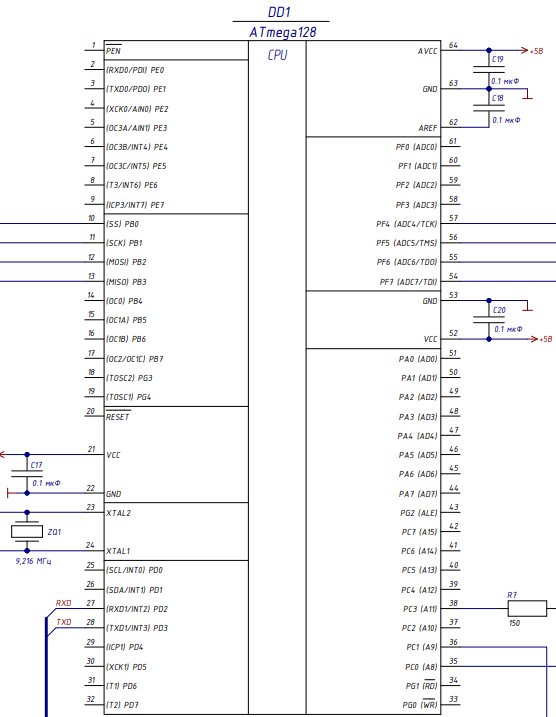 DD1
ATmega128
CPU
1 PEN
2 (RXD0/PDI) PE0
3 (TXD0/PD0) PE1
4 (XCK0/AIN0) PE2
5 (OC3A/AIN1) PE3
6 (OC3B/INT4) PE4
7 (OC3C/INT5) PE5
8 (T3/INT6) PE6
9 (ICP3/INT7) PE7
10 (SS) PB0
11 (SCK) PB1
12 (MOSI) PB2
13 (MISO) PB3
14 (OC0) PB4
15 (OC1A) PB5
16 (OC1B) PB6
17 (OC2/OC1C) PB7
18 (TOSC2) PG3
19 (TOSC1) PG4
20 RESET
21 VCC
C17
0.1 мкФ
22 GND
23 XTAL2
ZQ1
24 XTAL1
9,216 МГц
25 (SCL/INT0) PD0
26 (SDA/INT1) PD1
RXD 27 (RXD1/INT2) PD2
TXD 28 (TXD1/INT3) PD3
29 (ICP1) PD4
30 (XCK1) PD5
31 (T1) PD6
32 (T2) PD7
AVCC 64 +5В
C19
0.1 мкФ
GND 63
C18
0.1 мкФ
AREF 62
PF0 (ADC0) 61
PF1 (ADC1) 60
PF2 (ADC2) 59
PF3 (ADC3) 58
PF4 (ADC4/TCK) 57
PF5 (ADC5/TMS) 56
PF6 (ADC6/TDO) 55
PF7 (ADC7/TDI) 54
GND 53
C20
0.1 мкФ
VCC 52 +5В
PA0 (AD0) 51
PA1 (AD1) 50
PA2 (AD2) 49
PA3 (AD3) 48
PA4 (AD4) 47
PA5 (AD5) 46
PA6 (AD6) 45
PA7 (AD7) 44
PG2 (ALE) 43
PC7 (A15) 42
PC6 (A14) 41
PC5 (A13) 40
PC4 (A12) 39
PC3 (A11) 38
R7
150
PC2 (A10) 37
PC1 (A9) 36
PC0 (A8) 35
PG1 (RD) 34
PG0 (WR) 33